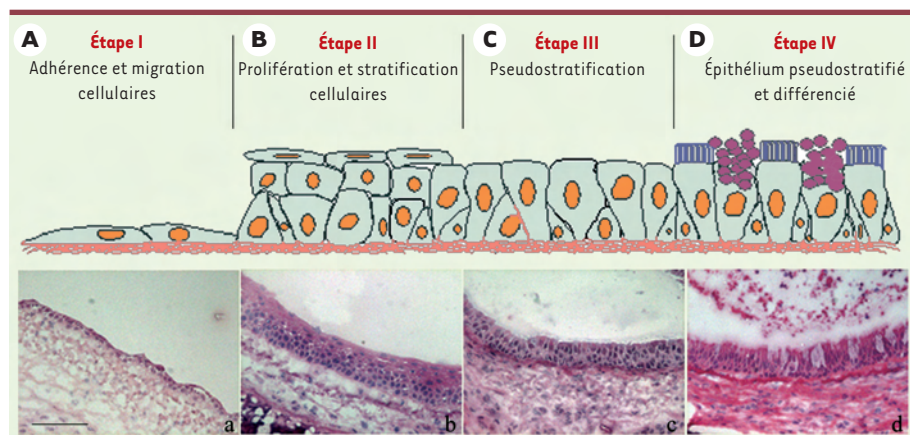 A
Étape I
Adhérence et migration
cellulaires
B
Étape II
Prolifération et stratification
cellulaires
C
Étape III
Pseudostratification
D
Étape IV
Épithélium pseudostratifié
et différencié
a
b
c
d